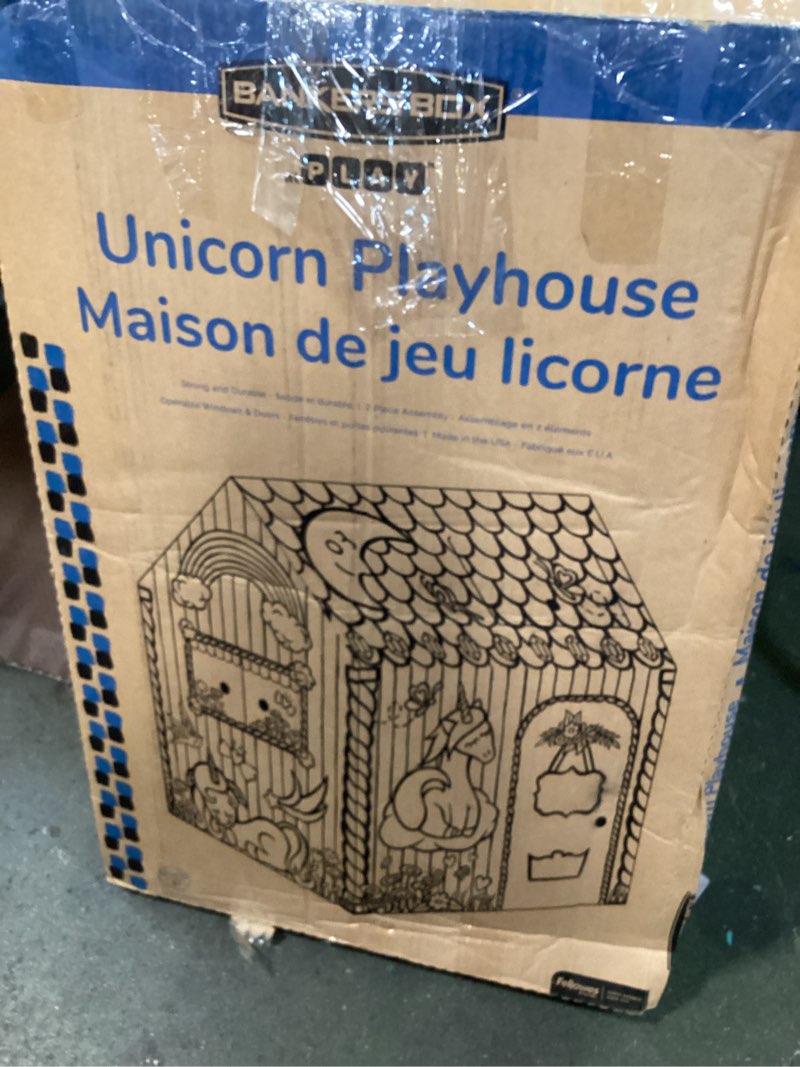 BANKERS BOX
PLAY
Unicorn Playhouse
Maison de jeu licorne
Strong and Durable · Solide et durable | 2 Piece Assembly · Assemblage en 2 éléments
Operable Windows & Doors · Fenêtres et portes ouvrantes | Made in the USA · Fabriqué aux É.U.A
Playhouse · Maison de jeu
Fellowes